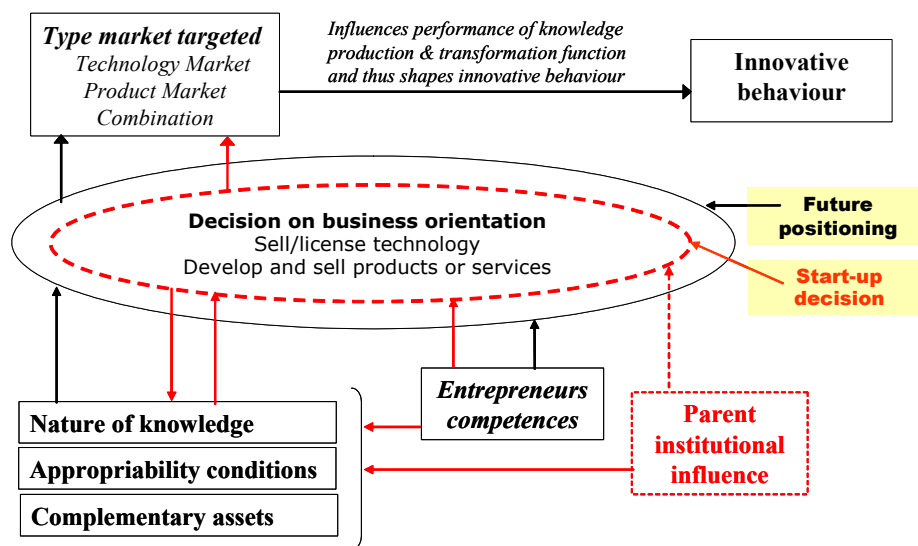 Type market targeted
Technology Market
Product Market
Combination
Influences performance of knowledge
production & transformation function
and thus shapes innovative behaviour
Innovative
behaviour
Decision on business orientation
Sell/license technology
Develop and sell products or services
Future
positioning
Start-up
decision
Entrepreneurs
competences
Parent
institutional
influence
Nature of knowledge
Appropriability conditions
Complementary assets